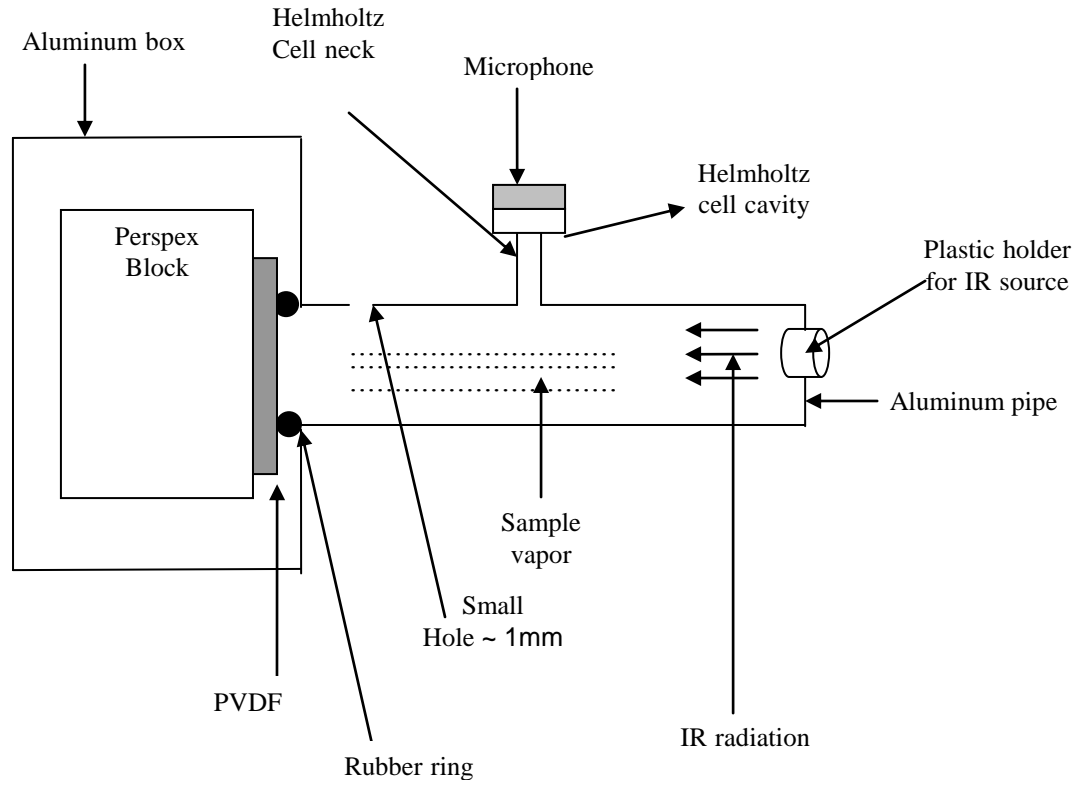 Helmholtz
Cell neck
Aluminum box
Microphone
Helmholtz
cell cavity
Perspex
Block
Plastic holder
for IR source
Aluminum pipe
Sample
vapor
Small
Hole ~ 1mm
PVDF
IR radiation
Rubber ring